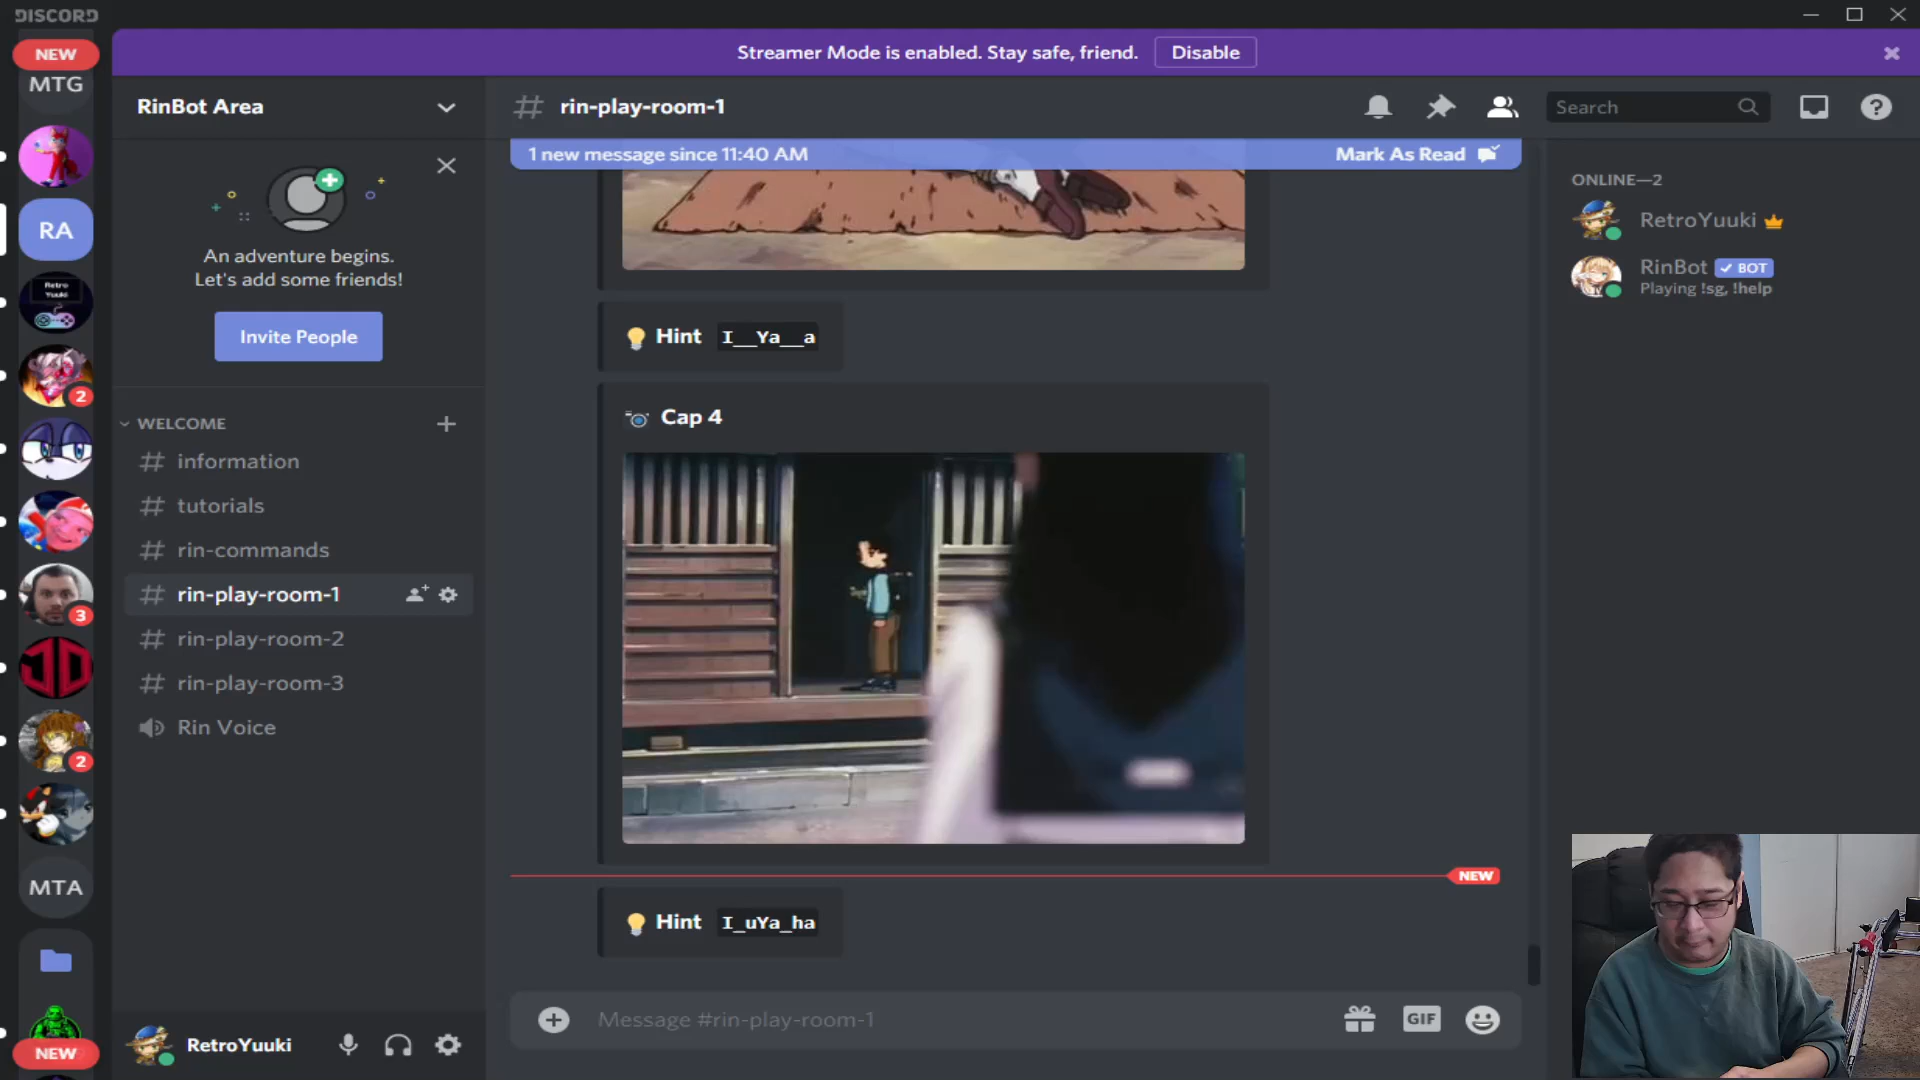 DISCORD
NEW
MTG
RA
Retro
Yuuki
2
3
2
MTA
NEW
Streamer Mode is enabled. Stay safe, friend.
Disable
RinBot Area
An adventure begins.
Let's add some friends!
Invite People
WELCOME
information
tutorials
rin-commands
rin-play-room-1
rin-play-room-2
rin-play-room-3
Rin Voice
RetroYuuki
rin-play-room-1
Search
1 new message since 11:40 AM
Mark As Read
Hint I__Ya__a
Cap 4
NEW
Hint I_uYa_ha
Message #rin-play-room-1
GIF
ONLINE—2
RetroYuuki
RinBot BOT
Playing !sg, !help